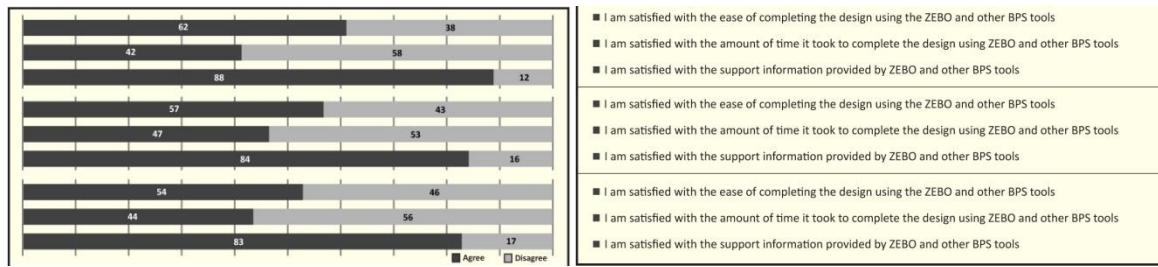 62 38
42 58
88 12
57 43
47 53
84 16
54 46
44 56
83 17
Agree Disagree
I am satisfied with the ease of completing the design using the ZEBO and other BPS tools
I am satisfied with the amount of time it took to complete the design using ZEBO and other BPS tools
I am satisfied with the support information provided by ZEBO and other BPS tools
I am satisfied with the ease of completing the design using the ZEBO and other BPS tools
I am satisfied with the amount of time it took to complete the design using ZEBO and other BPS tools
I am satisfied with the support information provided by ZEBO and other BPS tools
I am satisfied with the ease of completing the design using the ZEBO and other BPS tools
I am satisfied with the amount of time it took to complete the design using ZEBO and other BPS tools
I am satisfied with the support information provided by ZEBO and other BPS tools